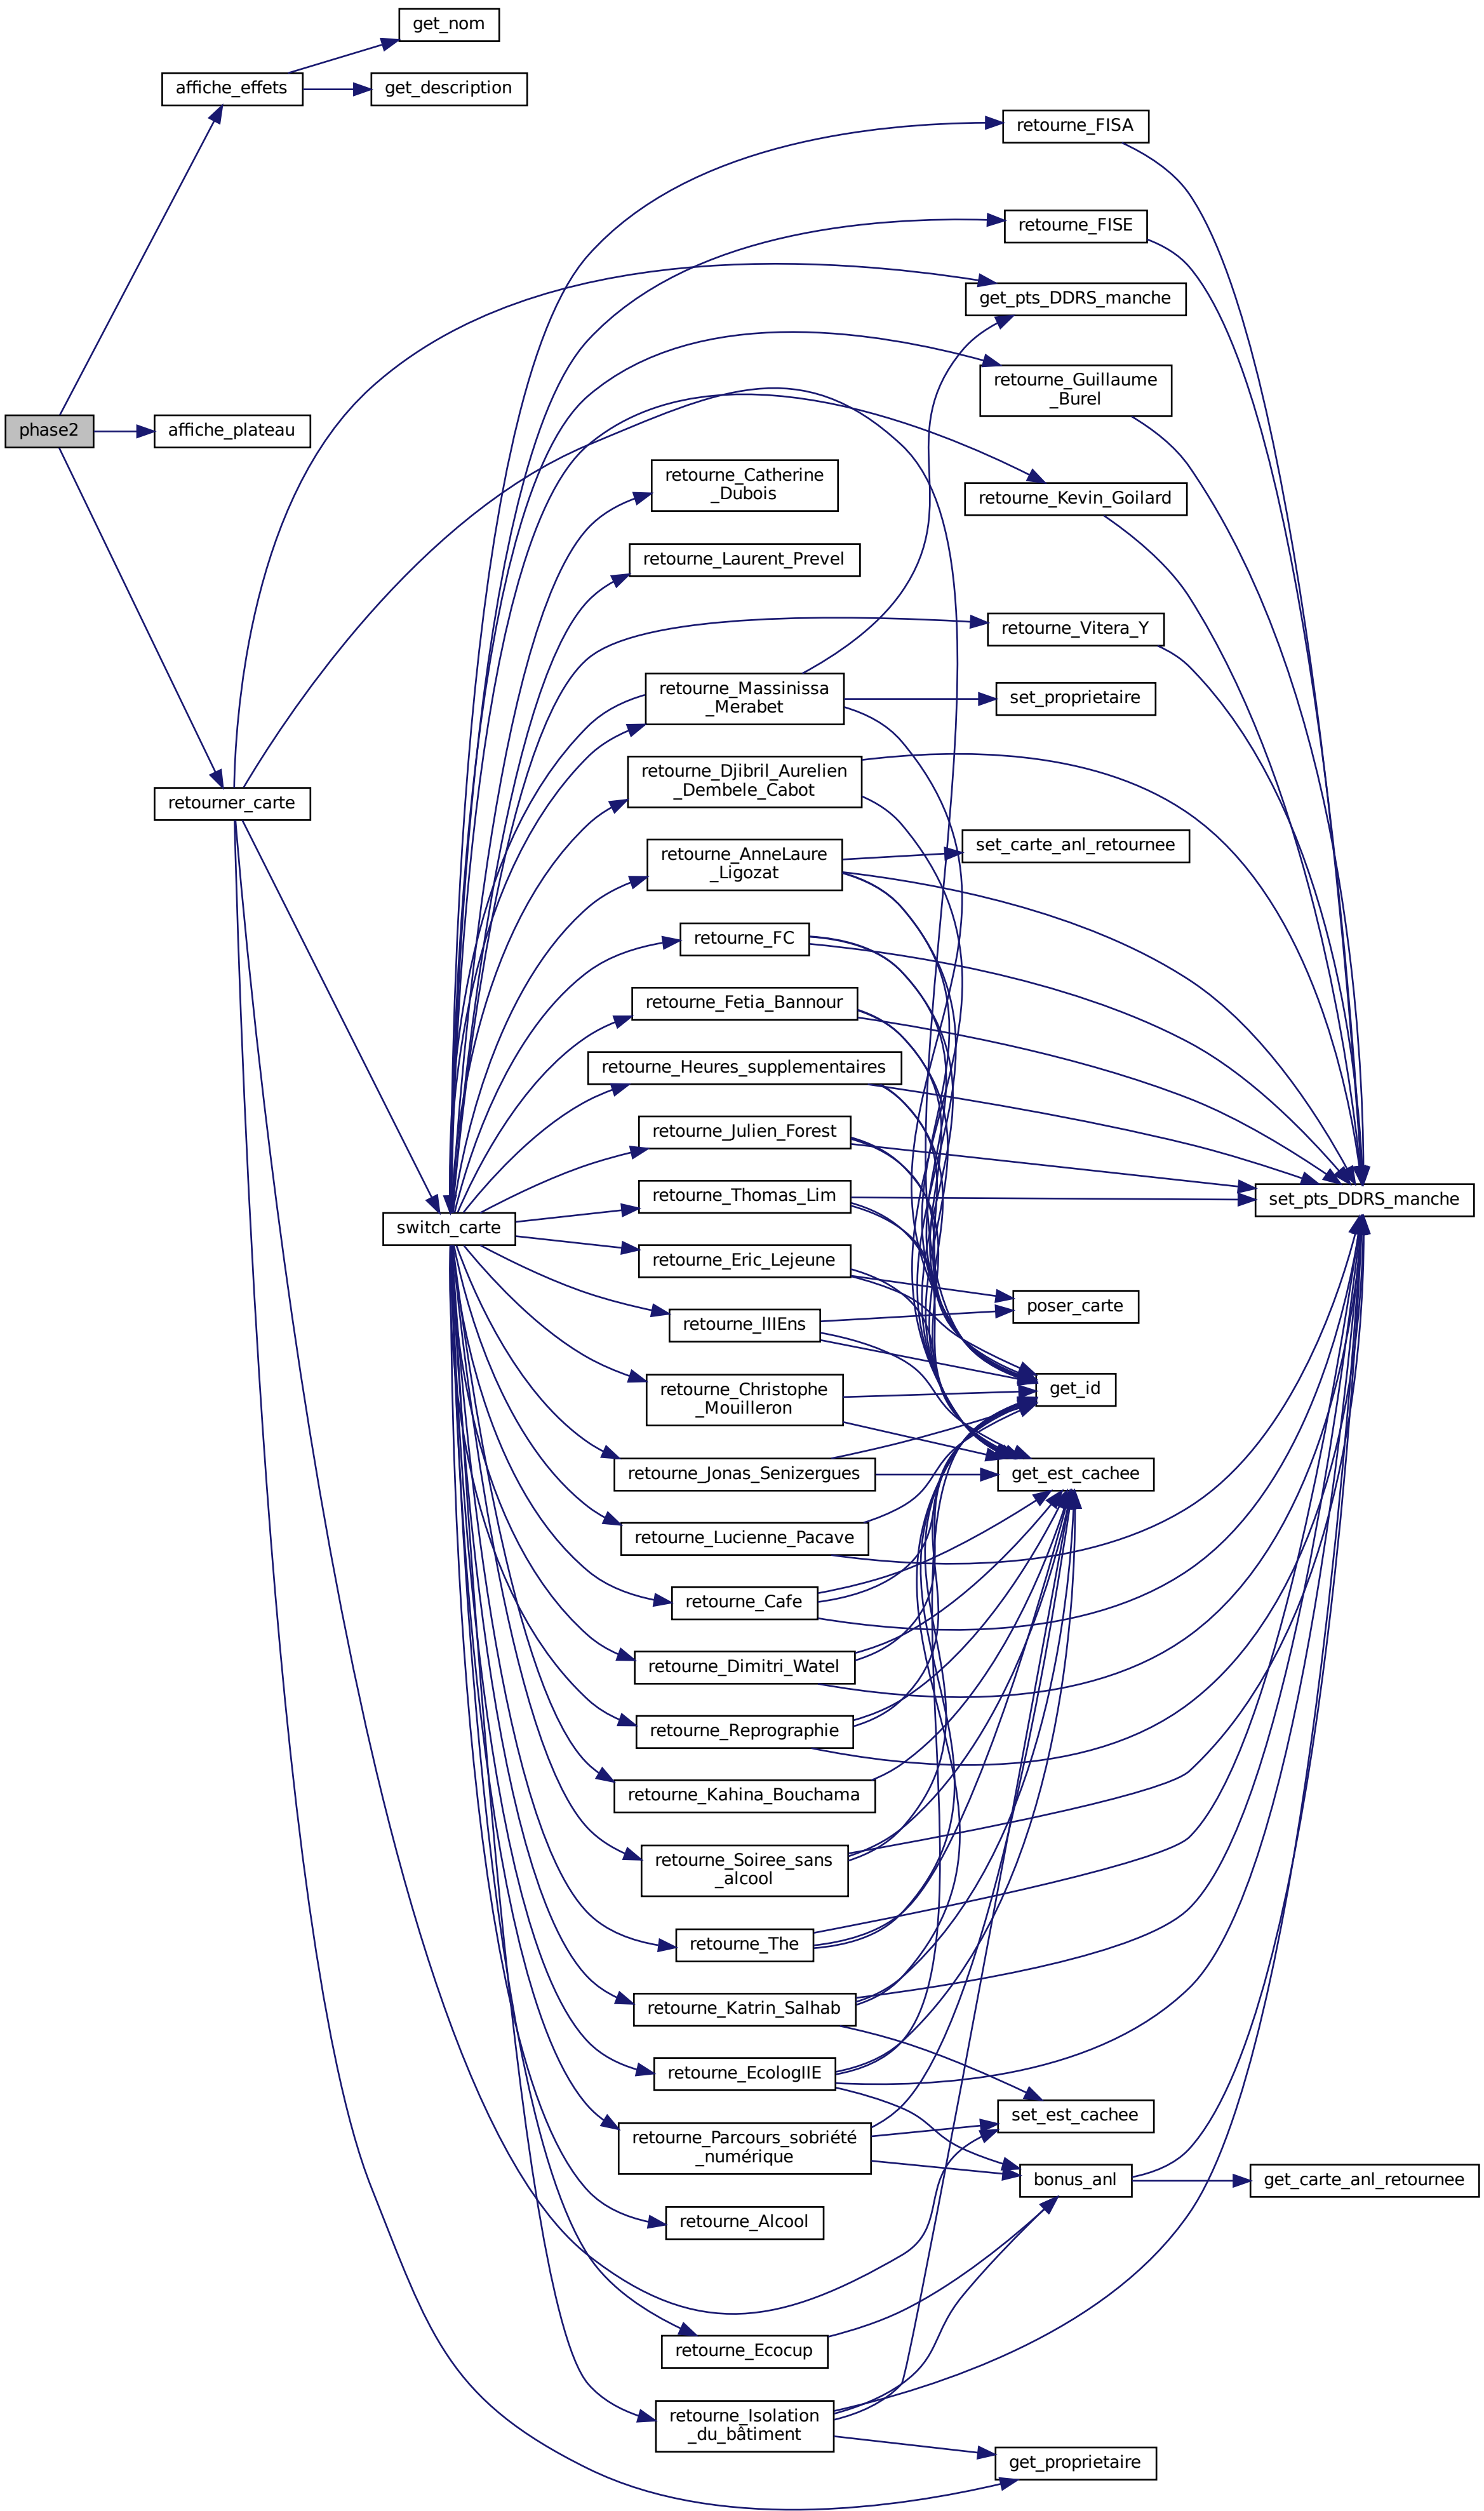 get_nom
affiche_effets
get_description
retourne_FISA
retourne_FISE
get_pts_DDRS_manche
retourne_Guillaume
_Burel
phase2
affiche_plateau
retourne_Catherine
_Dubois
retourne_Kevin_Goilard
retourne_Laurent_Prevel
retourne_Vitera_Y
retourne_Massinissa
_Merabet
set_proprietaire
retourne_Djibril_Aurelien
_Dembele_Cabot
retourner_carte
retourne_AnneLaure
_Ligozat
set_carte_anl_retournee
retourne_FC
retourne_Fetia_Bannour
retourne_Heures_supplementaires
retourne_Julien_Forest
retourne_Thomas_Lim
set_pts_DDRS_manche
switch_carte
retourne_Eric_Lejeune
poser_carte
retourne_lIIEns
retourne_Christophe
_Mouilleron
get_id
retourne_Jonas_Senizergues
get_est_cachee
retourne_Lucienne_Pacave
retourne_Cafe
retourne_Dimitri_Watel
retourne_Reprographie
retourne_Kahina_Bouchama
retourne_Soiree_sans
_alcool
retourne_The
retourne_Katrin_Salhab
retourne_EcologIIE
set_est_cachee
retourne_Parcours_sobriété
_numérique
bonus_anl
get_carte_anl_retournee
retourne_Alcool
retourne_Ecocup
retourne_Isolation
_du_bâtiment
get_proprietaire